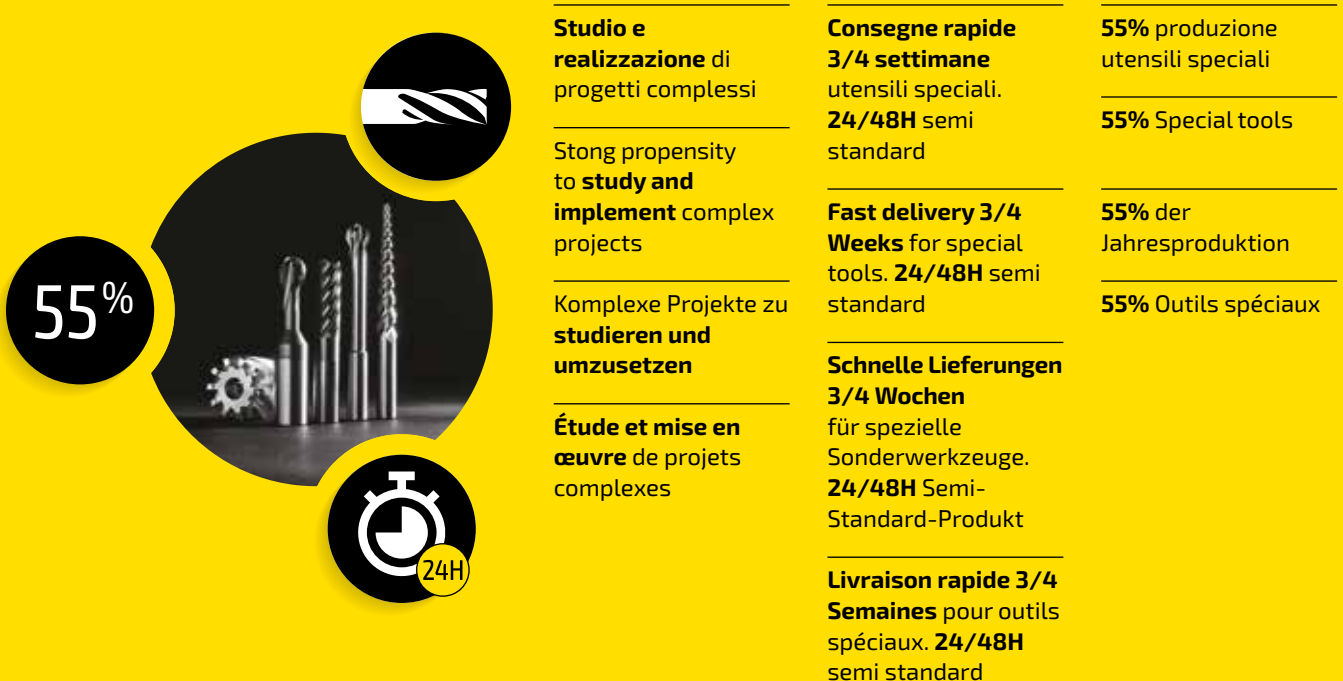 55%
24H
Studio e
realizzazione di
progetti complessi
Stong propensity
to study and
implement complex
projects
Komplexe Projekte zu
studieren und
umzusetzen
Étude et mise en
œuvre de projets
complexes
Consegne rapide
3/4 settimane
utensili speciali.
24/48H semi
standard
Fast delivery 3/4
Weeks for special
tools. 24/48H semi
standard
Schnelle Lieferungen
3/4 Wochen
für spezielle
Sonderwerkzeuge.
24/48H Semi-
Standard-Produkt
Livraison rapide 3/4
Semaines pour outils
spéciaux. 24/48H
semi standard
55% produzione
utensili speciali
55% Special tools
55% der
Jahresproduktion
55% Outils spéciaux